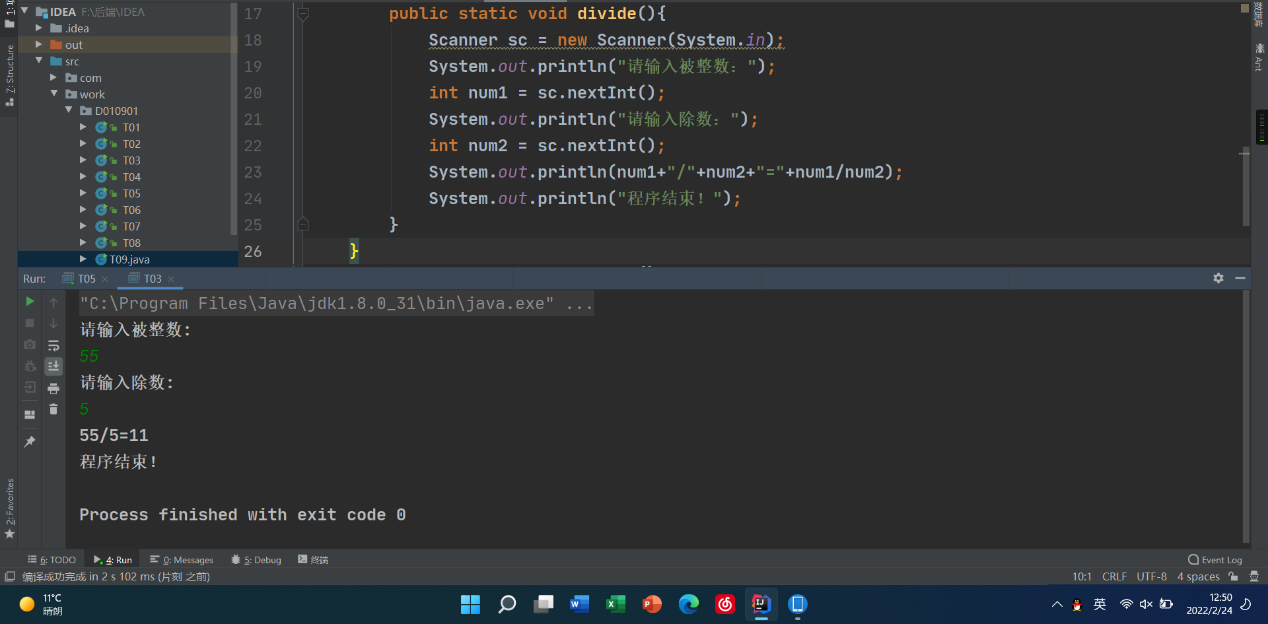 IDEA F:\后端\IDEA
.idea
out
src
com
work
D010901
T01
T02
T03
T04
T05
T06
T07
T08
T09.java
Z: Structure
2: Favorites
数据库
Ant
17 public static void divide(){
18 Scanner sc = new Scanner(System.in);
19 System.out.println("请输入被整数: ");
20 int num1 = sc.nextInt();
21 System.out.println("请输入除数: ");
22 int num2 = sc.nextInt();
23 System.out.println(num1+"/"+num2+"="+num1/num2);
24 System.out.println("程序结束! ");
25 }
26 }
Run: T05 × T03 ×
"C:\Program Files\Java\jdk1.8.0_31\bin\java.exe" ...
请输入被整数:
55
请输入除数:
5
55/5=11
程序结束!
Process finished with exit code 0
6: TODO 4: Run 0: Messages 5: Debug 终端 Event Log
编译成功完成 in 2 s 102 ms (片刻 之前) 10:1 CRLF UTF-8 4 spaces
11°C
晴朗
英
12:50
2022/2/24